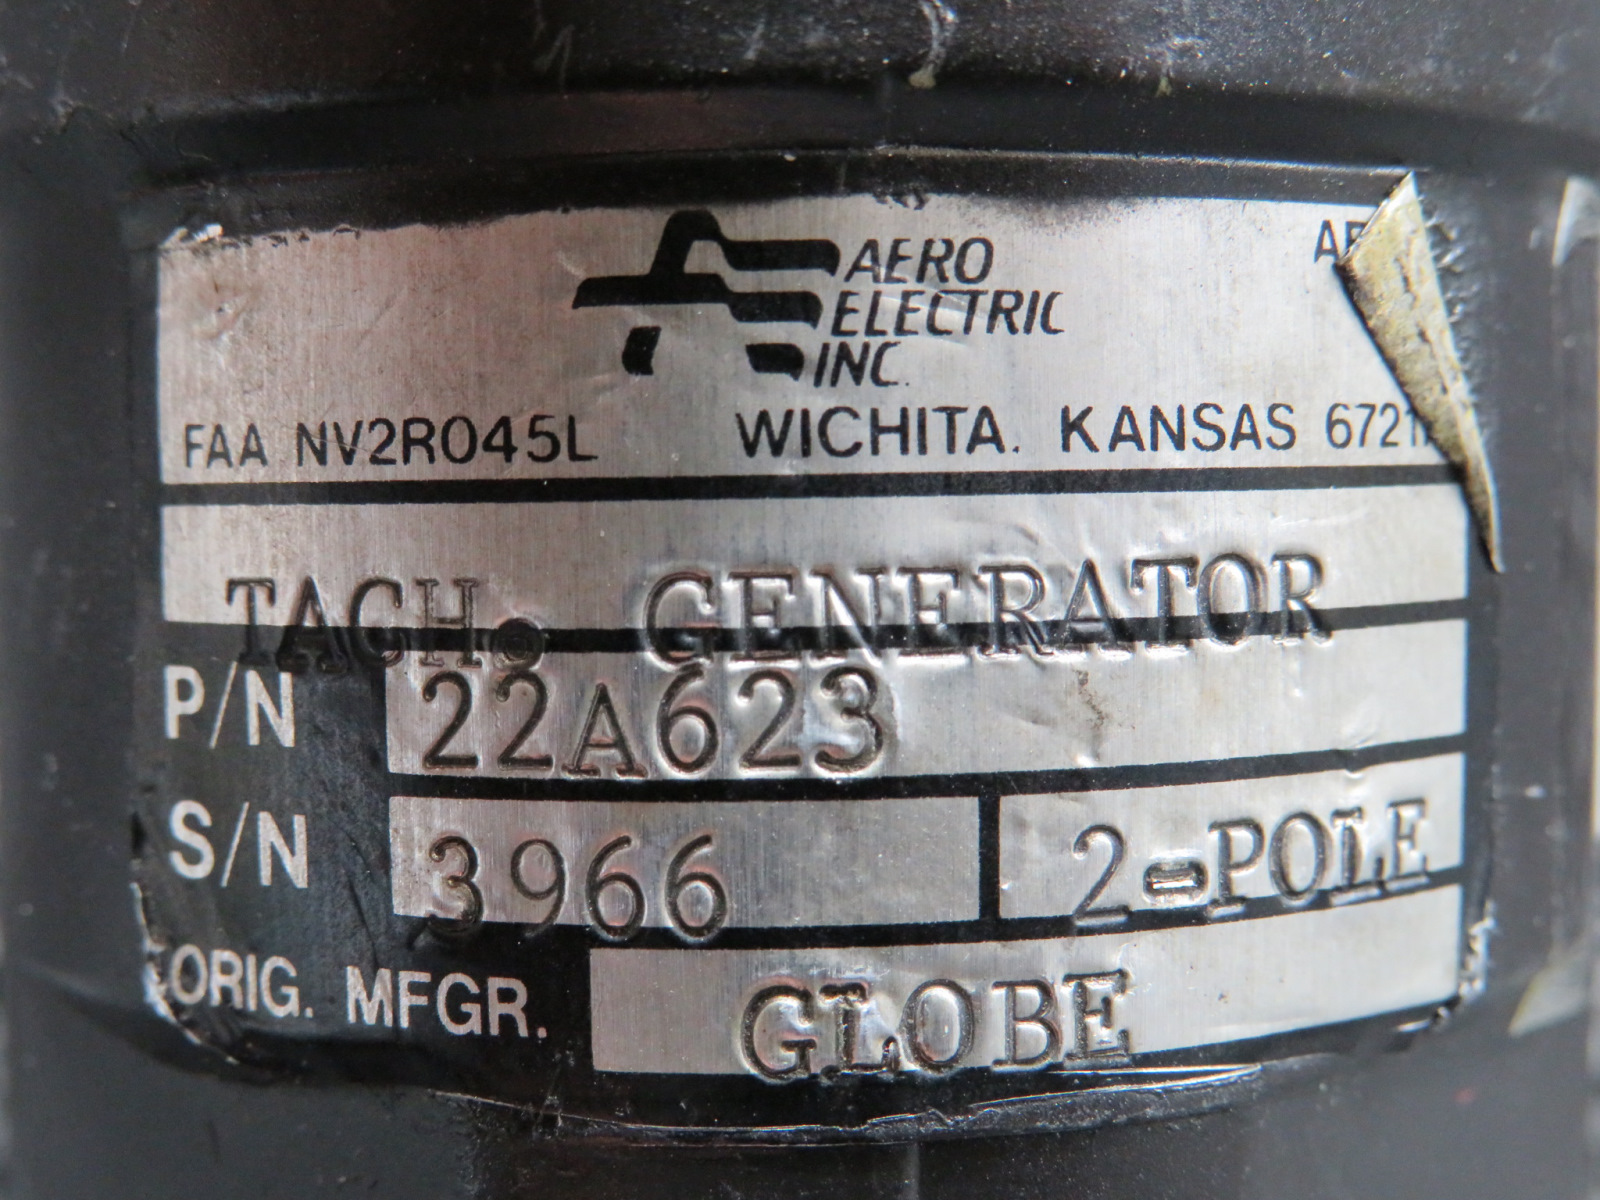 AERO
ELECTRIC
INC.
FAA NV2R045L WICHITA. KANSAS
TACH. GENERATOR
P/N 22A623
S/N 3966 2-POLE
ORIG. MFGR. GLOBE